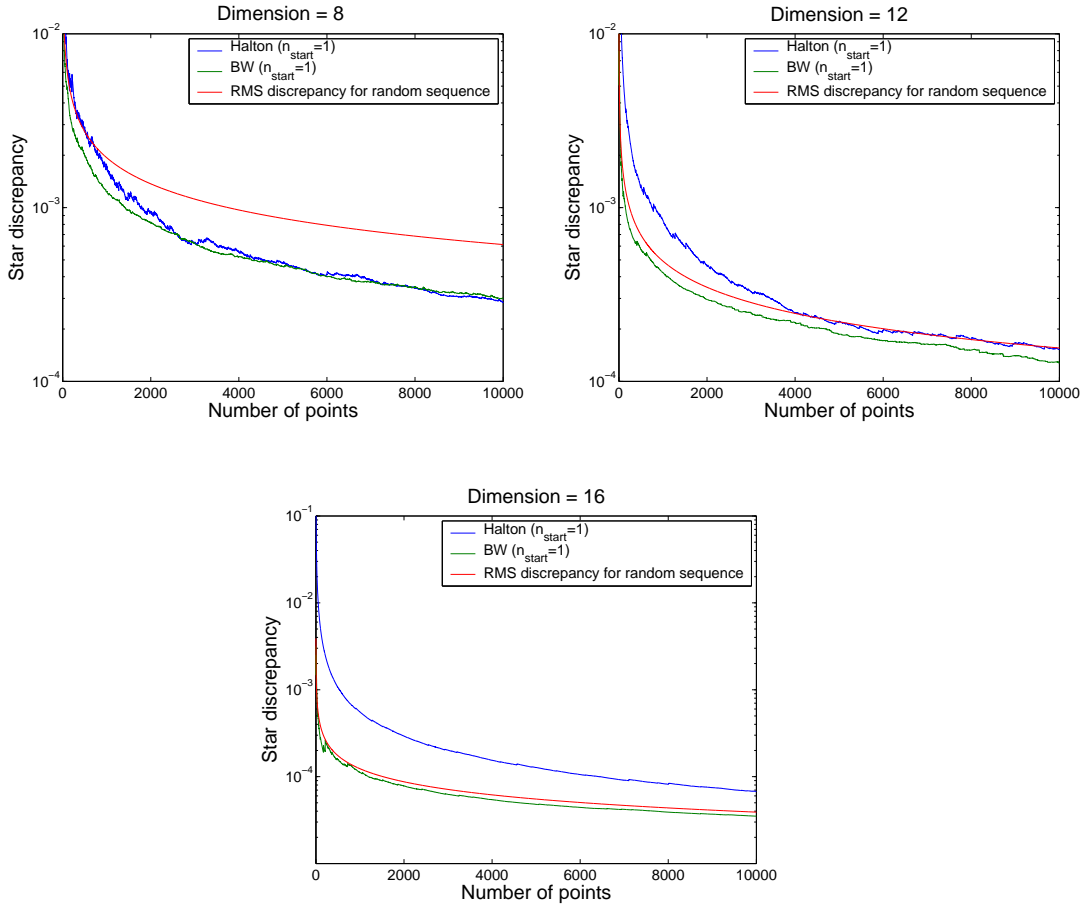 Dimension = 8
10^−2
10^−3
10^−4
Star discrepancy
Halton (n_start=1)
BW (n_start=1)
RMS discrepancy for random sequence
0 2000 4000 6000 8000 10000
Number of points
Dimension = 12
10^−2
10^−3
10^−4
Star discrepancy
Halton (n_start=1)
BW (n_start=1)
RMS discrepancy for random sequence
0 2000 4000 6000 8000 10000
Number of points
Dimension = 16
10^−1
10^−2
10^−3
10^−4
Star discrepancy
Halton (n_start=1)
BW (n_start=1)
RMS discrepancy for random sequence
0 2000 4000 6000 8000 10000
Number of points